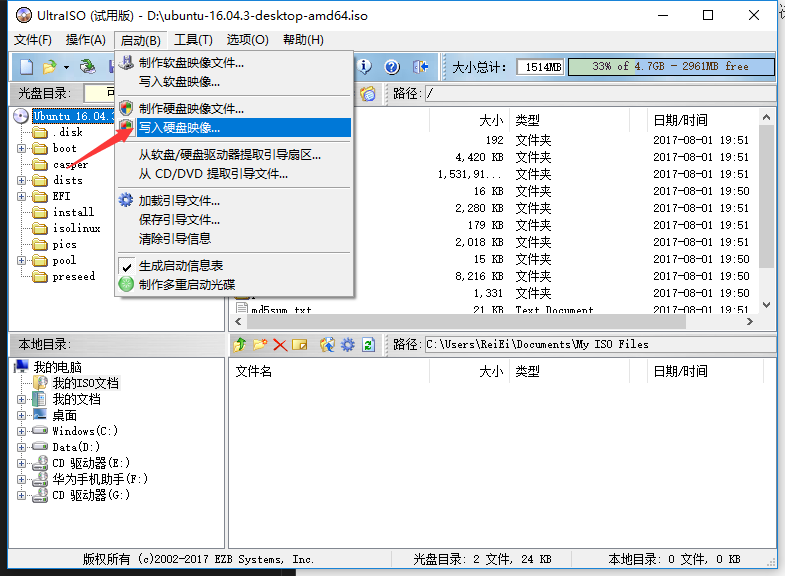 UltraISO (试用版) - D:\ubuntu-16.04.3-desktop-amd64.iso
文件(F) 操作(A) 启动(B) 工具(T) 选项(O) 帮助(H)
大小总计: 1514MB 33% of 4.7GB - 2961MB free
光盘目录: 可 路径: /
制作软盘映像文件...
写入软盘映像...
制作硬盘映像文件...
写入硬盘映像...
从软盘/硬盘驱动器提取引导扇区...
从 CD/DVD 提取引导文件...
加载引导文件...
保存引导文件...
清除引导信息
生成启动信息表
制作多重启动光碟
Ubuntu 16.04.
.disk
boot
casper
dists
EFI
install
isolinux
pics
pool
preseed
大小 类型 日期/时间
192 文件夹 2017-08-01 19:51
4,420 KB 文件夹 2017-08-01 19:51
1,531,91... 文件夹 2017-08-01 19:51
16 KB 文件夹 2017-08-01 19:50
2,280 KB 文件夹 2017-08-01 19:51
179 KB 文件夹 2017-08-01 19:51
2,018 KB 文件夹 2017-08-01 19:51
15 KB 文件夹 2017-08-01 19:50
8,216 KB 文件夹 2017-08-01 19:50
1,331 文件夹 2017-08-01 19:50
md5sum.txt 21 KB Text Document 2017-08-01 19:51
本地目录: 路径: C:\Users\ReiEi\Documents\My ISO Files
我的电脑
我的ISO文档
我的文档
桌面
Windows(C:)
Data(D:)
CD 驱动器(E:)
华为手机助手(F:)
CD 驱动器(G:)
文件名 大小 类型 日期/时间
版权所有 (c)2002-2017 EZB Systems, Inc. 光盘目录: 2 文件, 24 KB 本地目录: 0 文件, 0 KB